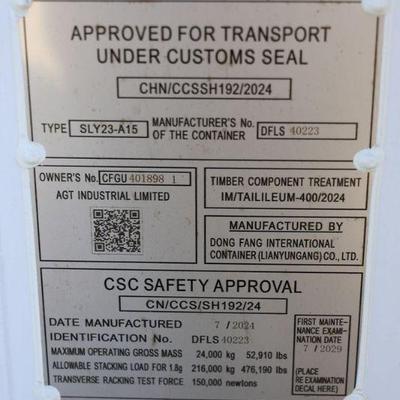 APPROVED FOR TRANSPORT
UNDER CUSTOMS SEAL
CHN/CCSSH192/2024
TYPE SLY23-A15
MANUFACTURER'S No.
OF THE CONTAINER DFLS 40223
OWNER'S No. CFGU 401898 1
AGT INDUSTRIAL LIMITED
TIMBER COMPONENT TREATMENT
IM/TAILILEUM-400/2024
MANUFACTURED BY
DONG FANG INTERNATIONAL
CONTAINER (LIANYUNGANG) CO., LTD.
CSC SAFETY APPROVAL
CN/CCS/SH192/24
DATE MANUFACTURED 7 / 2024
IDENTIFICATION No. DFLS 40223
MAXIMUM OPERATING GROSS MASS 24,000 kg 52,910 lbs
ALLOWABLE STACKING LOAD FOR 1.8g 216,000 kg 476,190 lbs
TRANSVERSE RACKING TEST FORCE 150,000 newtons
FIRST MAINTE-
NANCE EXAMI-
NATION DATE
7 / 2029
(PLACE
RE EXAMINATION
DECAL HERE)